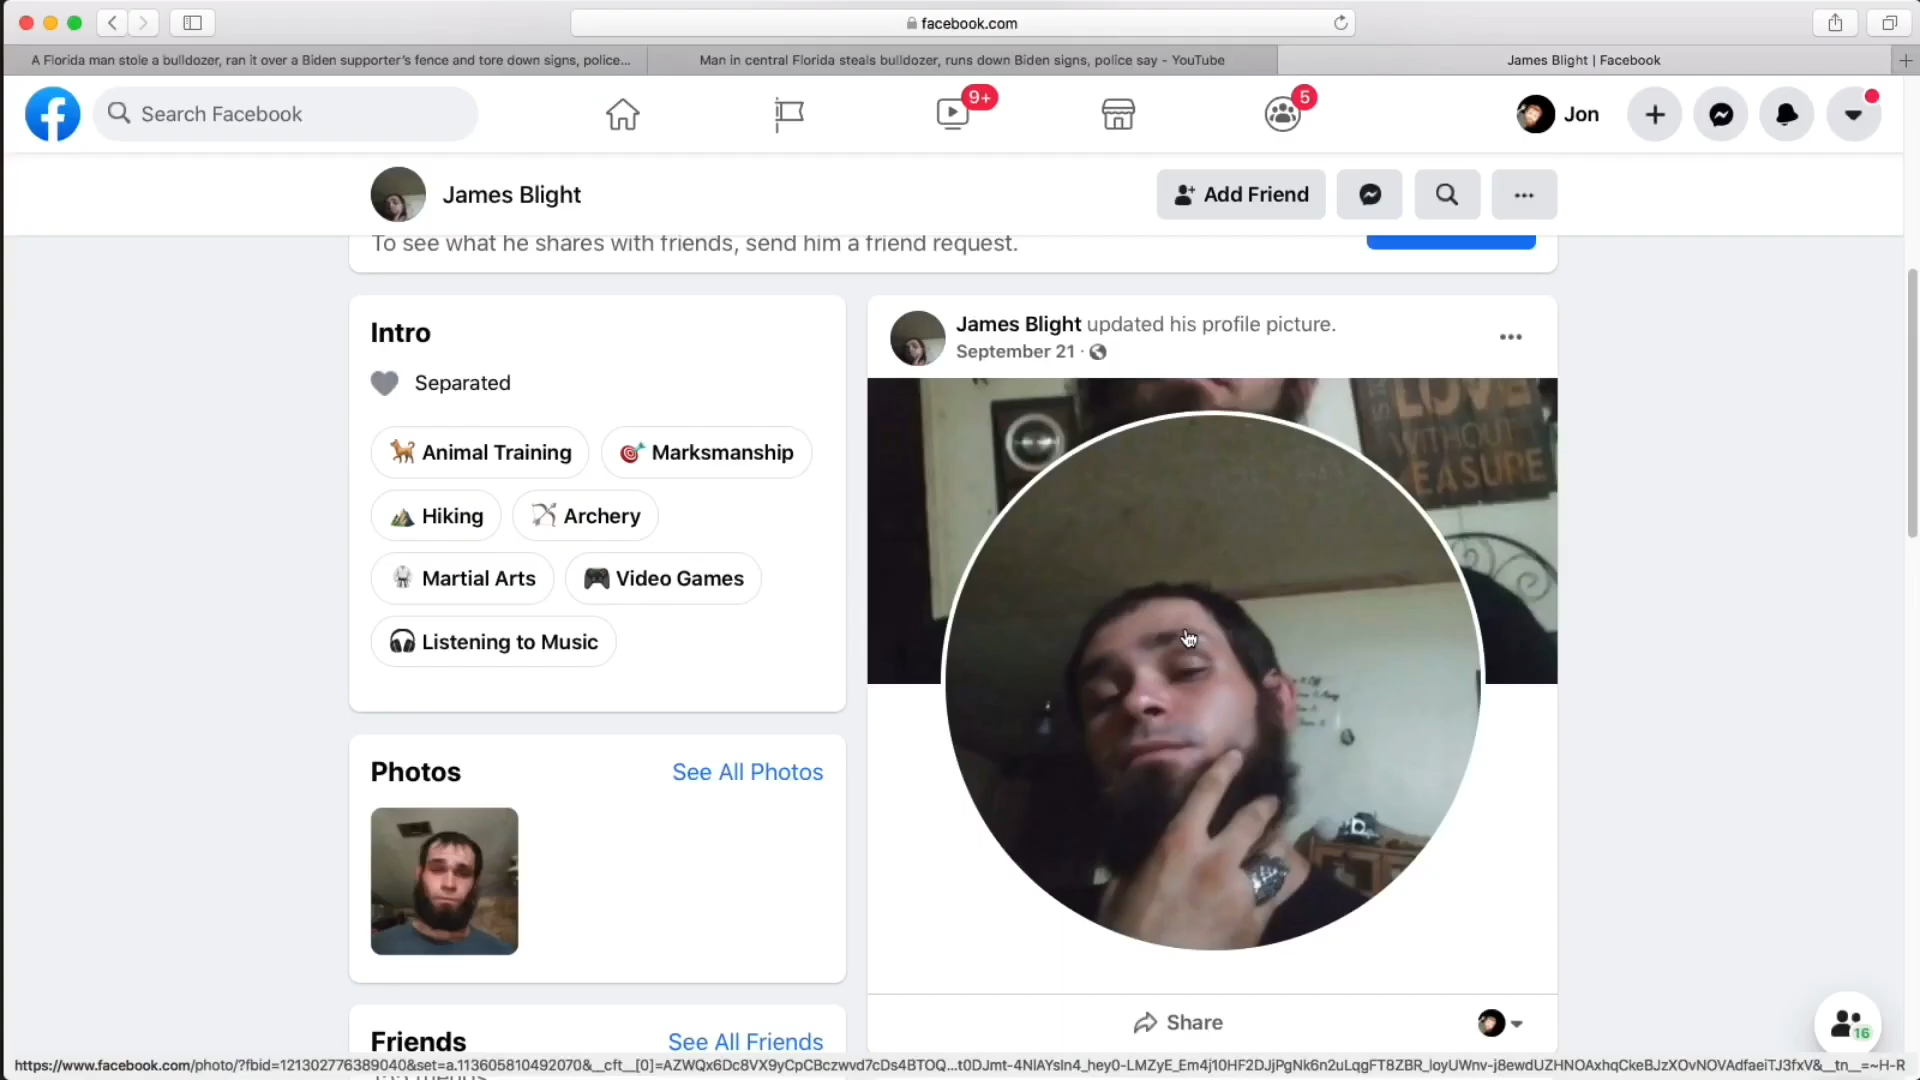 facebook.com
A Florida man stole a bulldozer, ran it over a Biden supporter's fence and tore down signs, police...
Man in central Florida steals bulldozer, runs down Biden signs, police say - YouTube
James Blight | Facebook
Search Facebook
9+
5
Jon
James Blight
Add Friend
To see what he shares with friends, send him a friend request.
Intro
Separated
Animal Training
Marksmanship
Hiking
Archery
Martial Arts
Video Games
Listening to Music
Photos
See All Photos
Friends
See All Friends
James Blight updated his profile picture.
September 21 ·
LOVE
WITHOUT
EASURE
Share
16